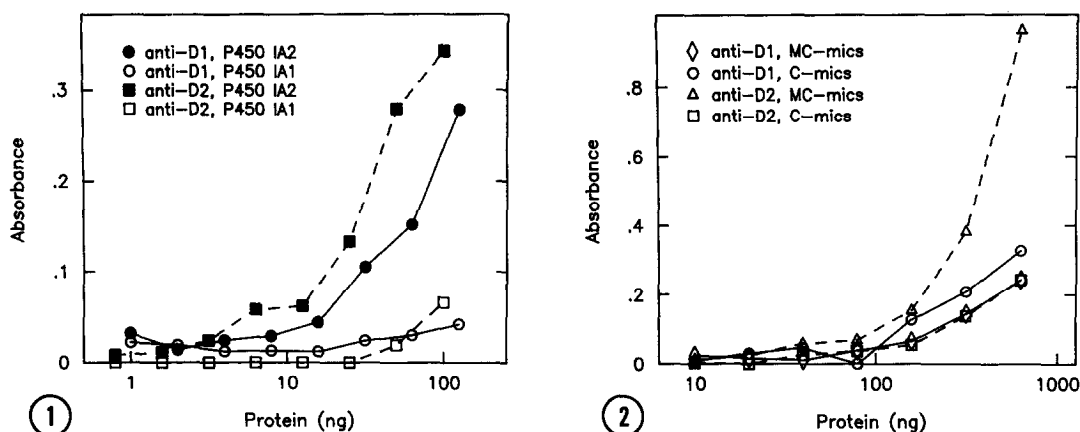 .3
.2
.1
0
Absorbance
anti-D1, P450 IA2
anti-D1, P450 IA1
anti-D2, P450 IA2
anti-D2, P450 IA1
1
10
100
Protein (ng)
1
.8
.6
.4
.2
0
Absorbance
anti-D1, MC-mics
anti-D1, C-mics
anti-D2, MC-mics
anti-D2, C-mics
10
100
1000
Protein (ng)
2